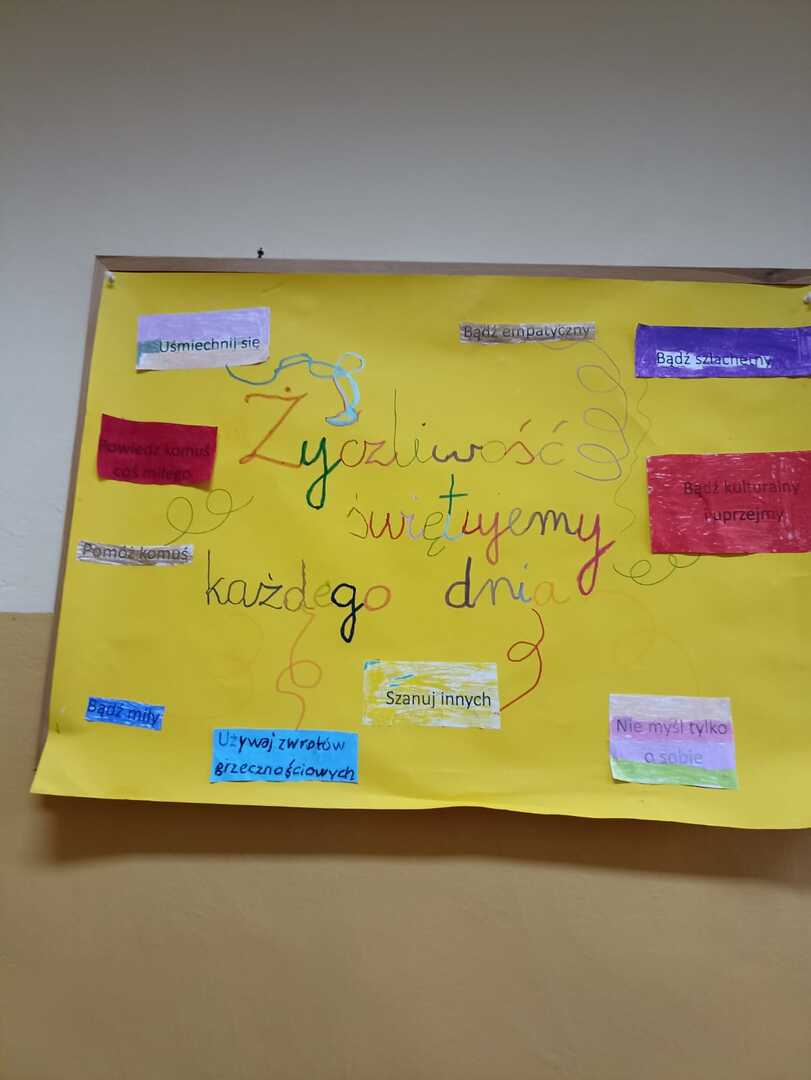 Uśmiechnij się
Bądź empatyczny
Bądź szlachetny
Życzliwość
świętujemy
każdego dnia
Powiedz komuś
coś miłego
Bądź kulturalny
i uprzejmy
Pomóż komuś
Szanuj innych
Bądź miły
Używaj zwrotów
grzecznościowych
Nie myśl tylko
o sobie